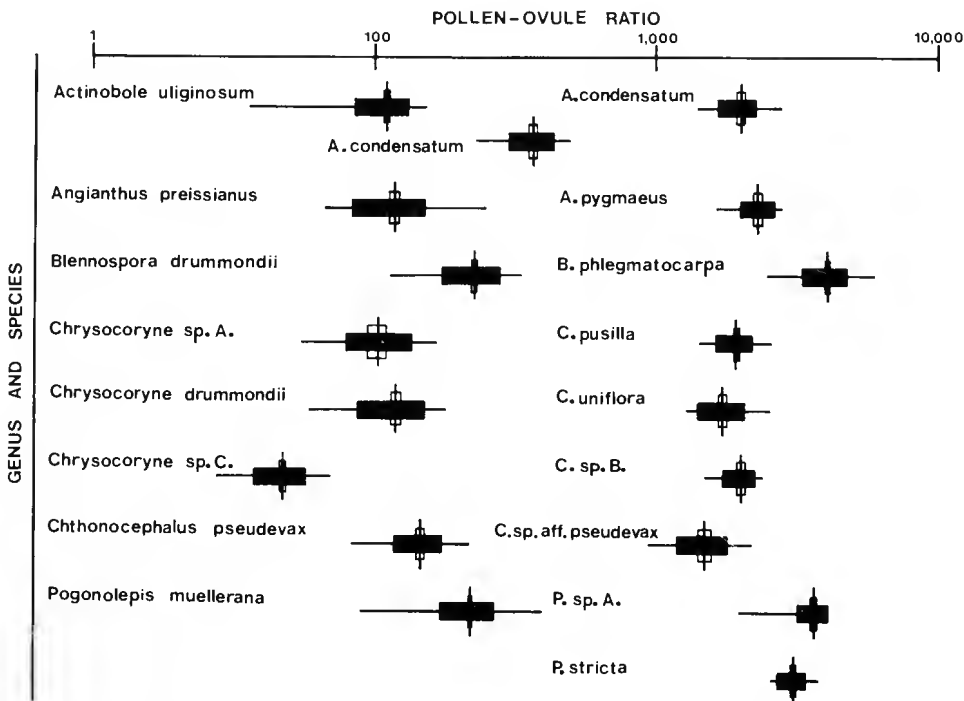 POLLEN-OVULE RATIO
1 100 1,000 10,000
GENUS AND SPECIES
Actinobole uliginosum A.condensatum
A.condensatum
Angianthus preissianus A.pygmaeus
Blennospora drummondii B.phlegmatocarpa
Chrysocoryne sp.A. C.pusilla
Chrysocoryne drummondii C.uniflora
Chrysocoryne sp.C. C.sp.B.
Chthonocephalus pseudevax C.sp.aff.pseudevax
Pogonolepis muellerana P.sp.A.
P.stricta